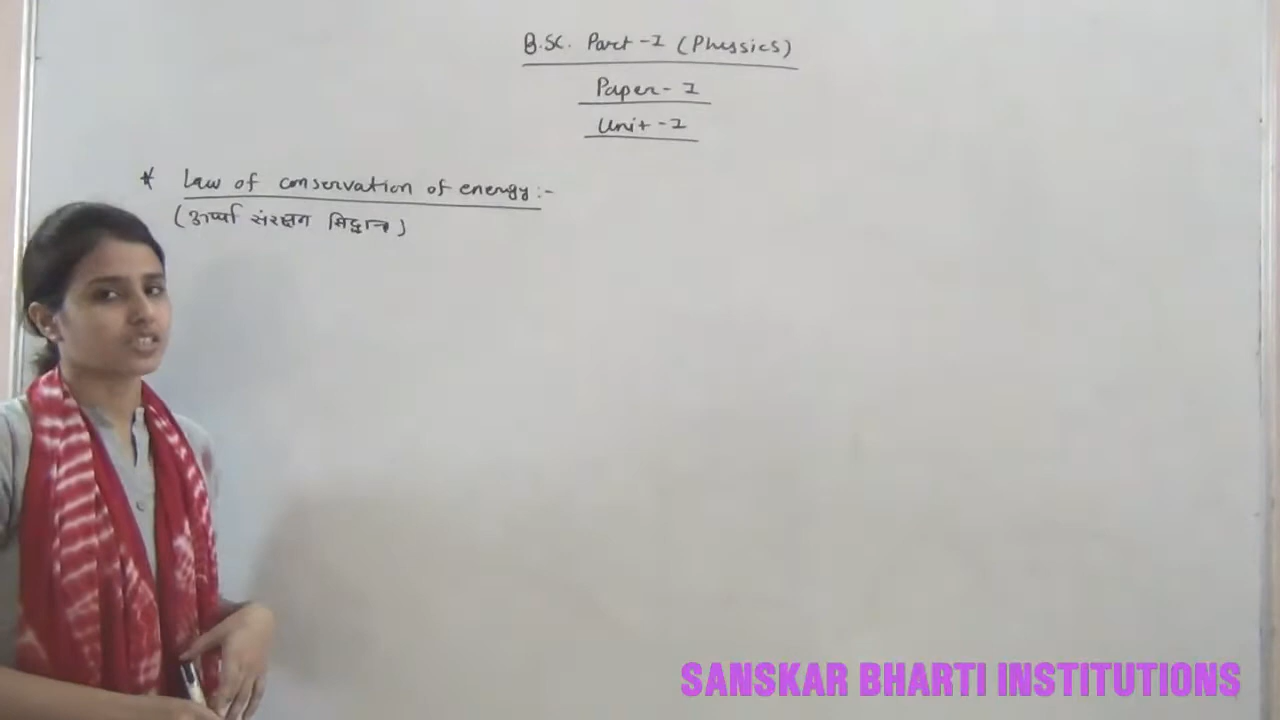 B.SC. Part -I (Physics)
Paper - I
Unit - I
* Law of conservation of energy :-
(ऊर्जा संरक्षण सिद्धान्त)
SANSKAR BHARTI INSTITUTIONS